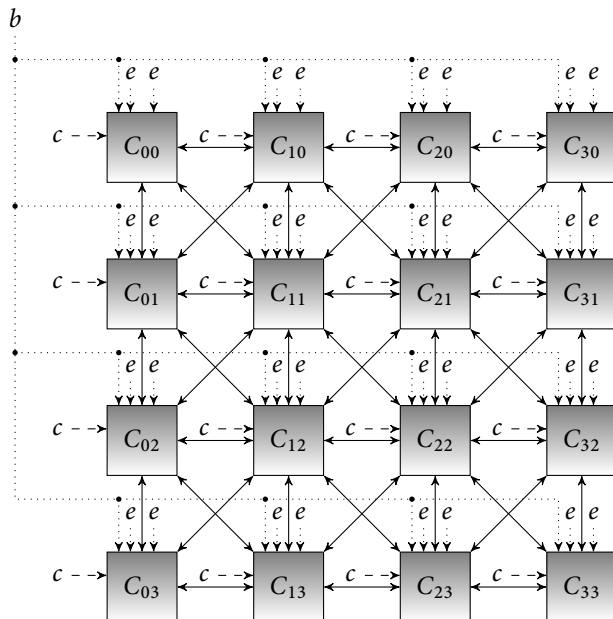 b
e e e e e e e e
c C₀₀ c C₁₀ c C₂₀ c C₃₀
e e e e e e e e
c C₀₁ c C₁₁ c C₂₁ c C₃₁
e e e e e e e e
c C₀₂ c C₁₂ c C₂₂ c C₃₂
e e e e e e e e
c C₀₃ c C₁₃ c C₂₃ c C₃₃